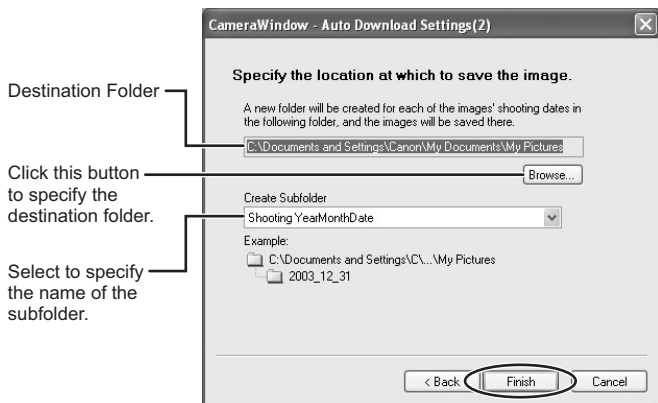 CameraWindow - Auto Download Settings(2)
Specify the location at which to save the image.
Destination Folder
A new folder will be created for each of the images' shooting dates in
the following folder, and the images will be saved there.
C:\Documents and Settings\Canon\My Documents\My Pictures
Click this button
to specify the
destination folder.
Browse...
Create Subfolder
Shooting YearMonthDate
Example:
C:\Documents and Settings\C\...\My Pictures
2003_12_31
Select to specify
the name of the
subfolder.
< Back
Finish
Cancel